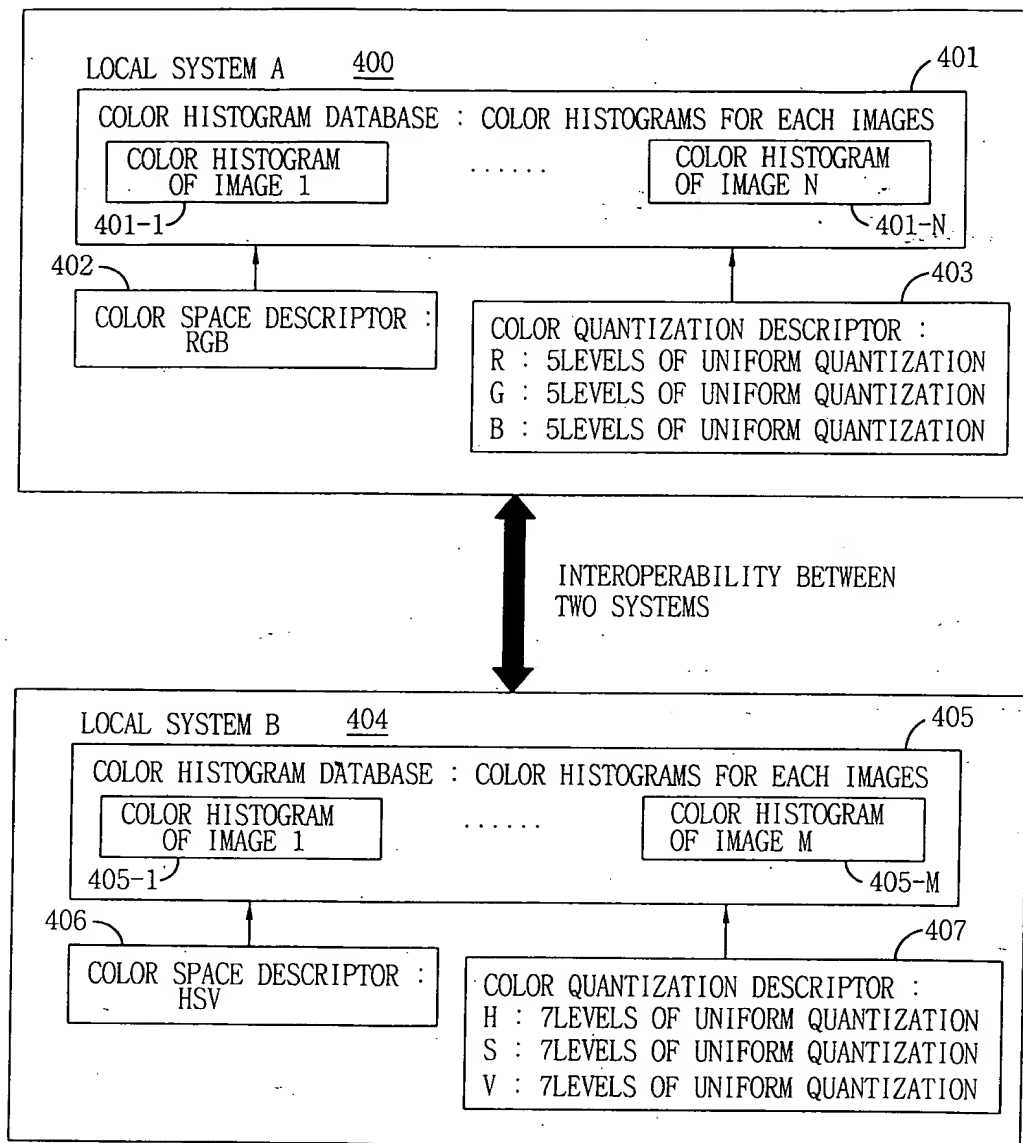 LOCAL SYSTEM A 400
401
COLOR HISTOGRAM DATABASE : COLOR HISTOGRAMS FOR EACH IMAGES
COLOR HISTOGRAM
OF IMAGE 1
......
COLOR HISTOGRAM
OF IMAGE N
401-1
401-N
402
403
COLOR SPACE DESCRIPTOR :
RGB
COLOR QUANTIZATION DESCRIPTOR :
R : 5LEVELS OF UNIFORM QUANTIZATION
G : 5LEVELS OF UNIFORM QUANTIZATION
B : 5LEVELS OF UNIFORM QUANTIZATION
INTEROPERABILITY BETWEEN
TWO SYSTEMS
LOCAL SYSTEM B 404
405
COLOR HISTOGRAM DATABASE : COLOR HISTOGRAMS FOR EACH IMAGES
COLOR HISTOGRAM
OF IMAGE 1
......
COLOR HISTOGRAM
OF IMAGE M
405-1
405-M
406
407
COLOR SPACE DESCRIPTOR :
HSV
COLOR QUANTIZATION DESCRIPTOR :
H : 7LEVELS OF UNIFORM QUANTIZATION
S : 7LEVELS OF UNIFORM QUANTIZATION
V : 7LEVELS OF UNIFORM QUANTIZATION